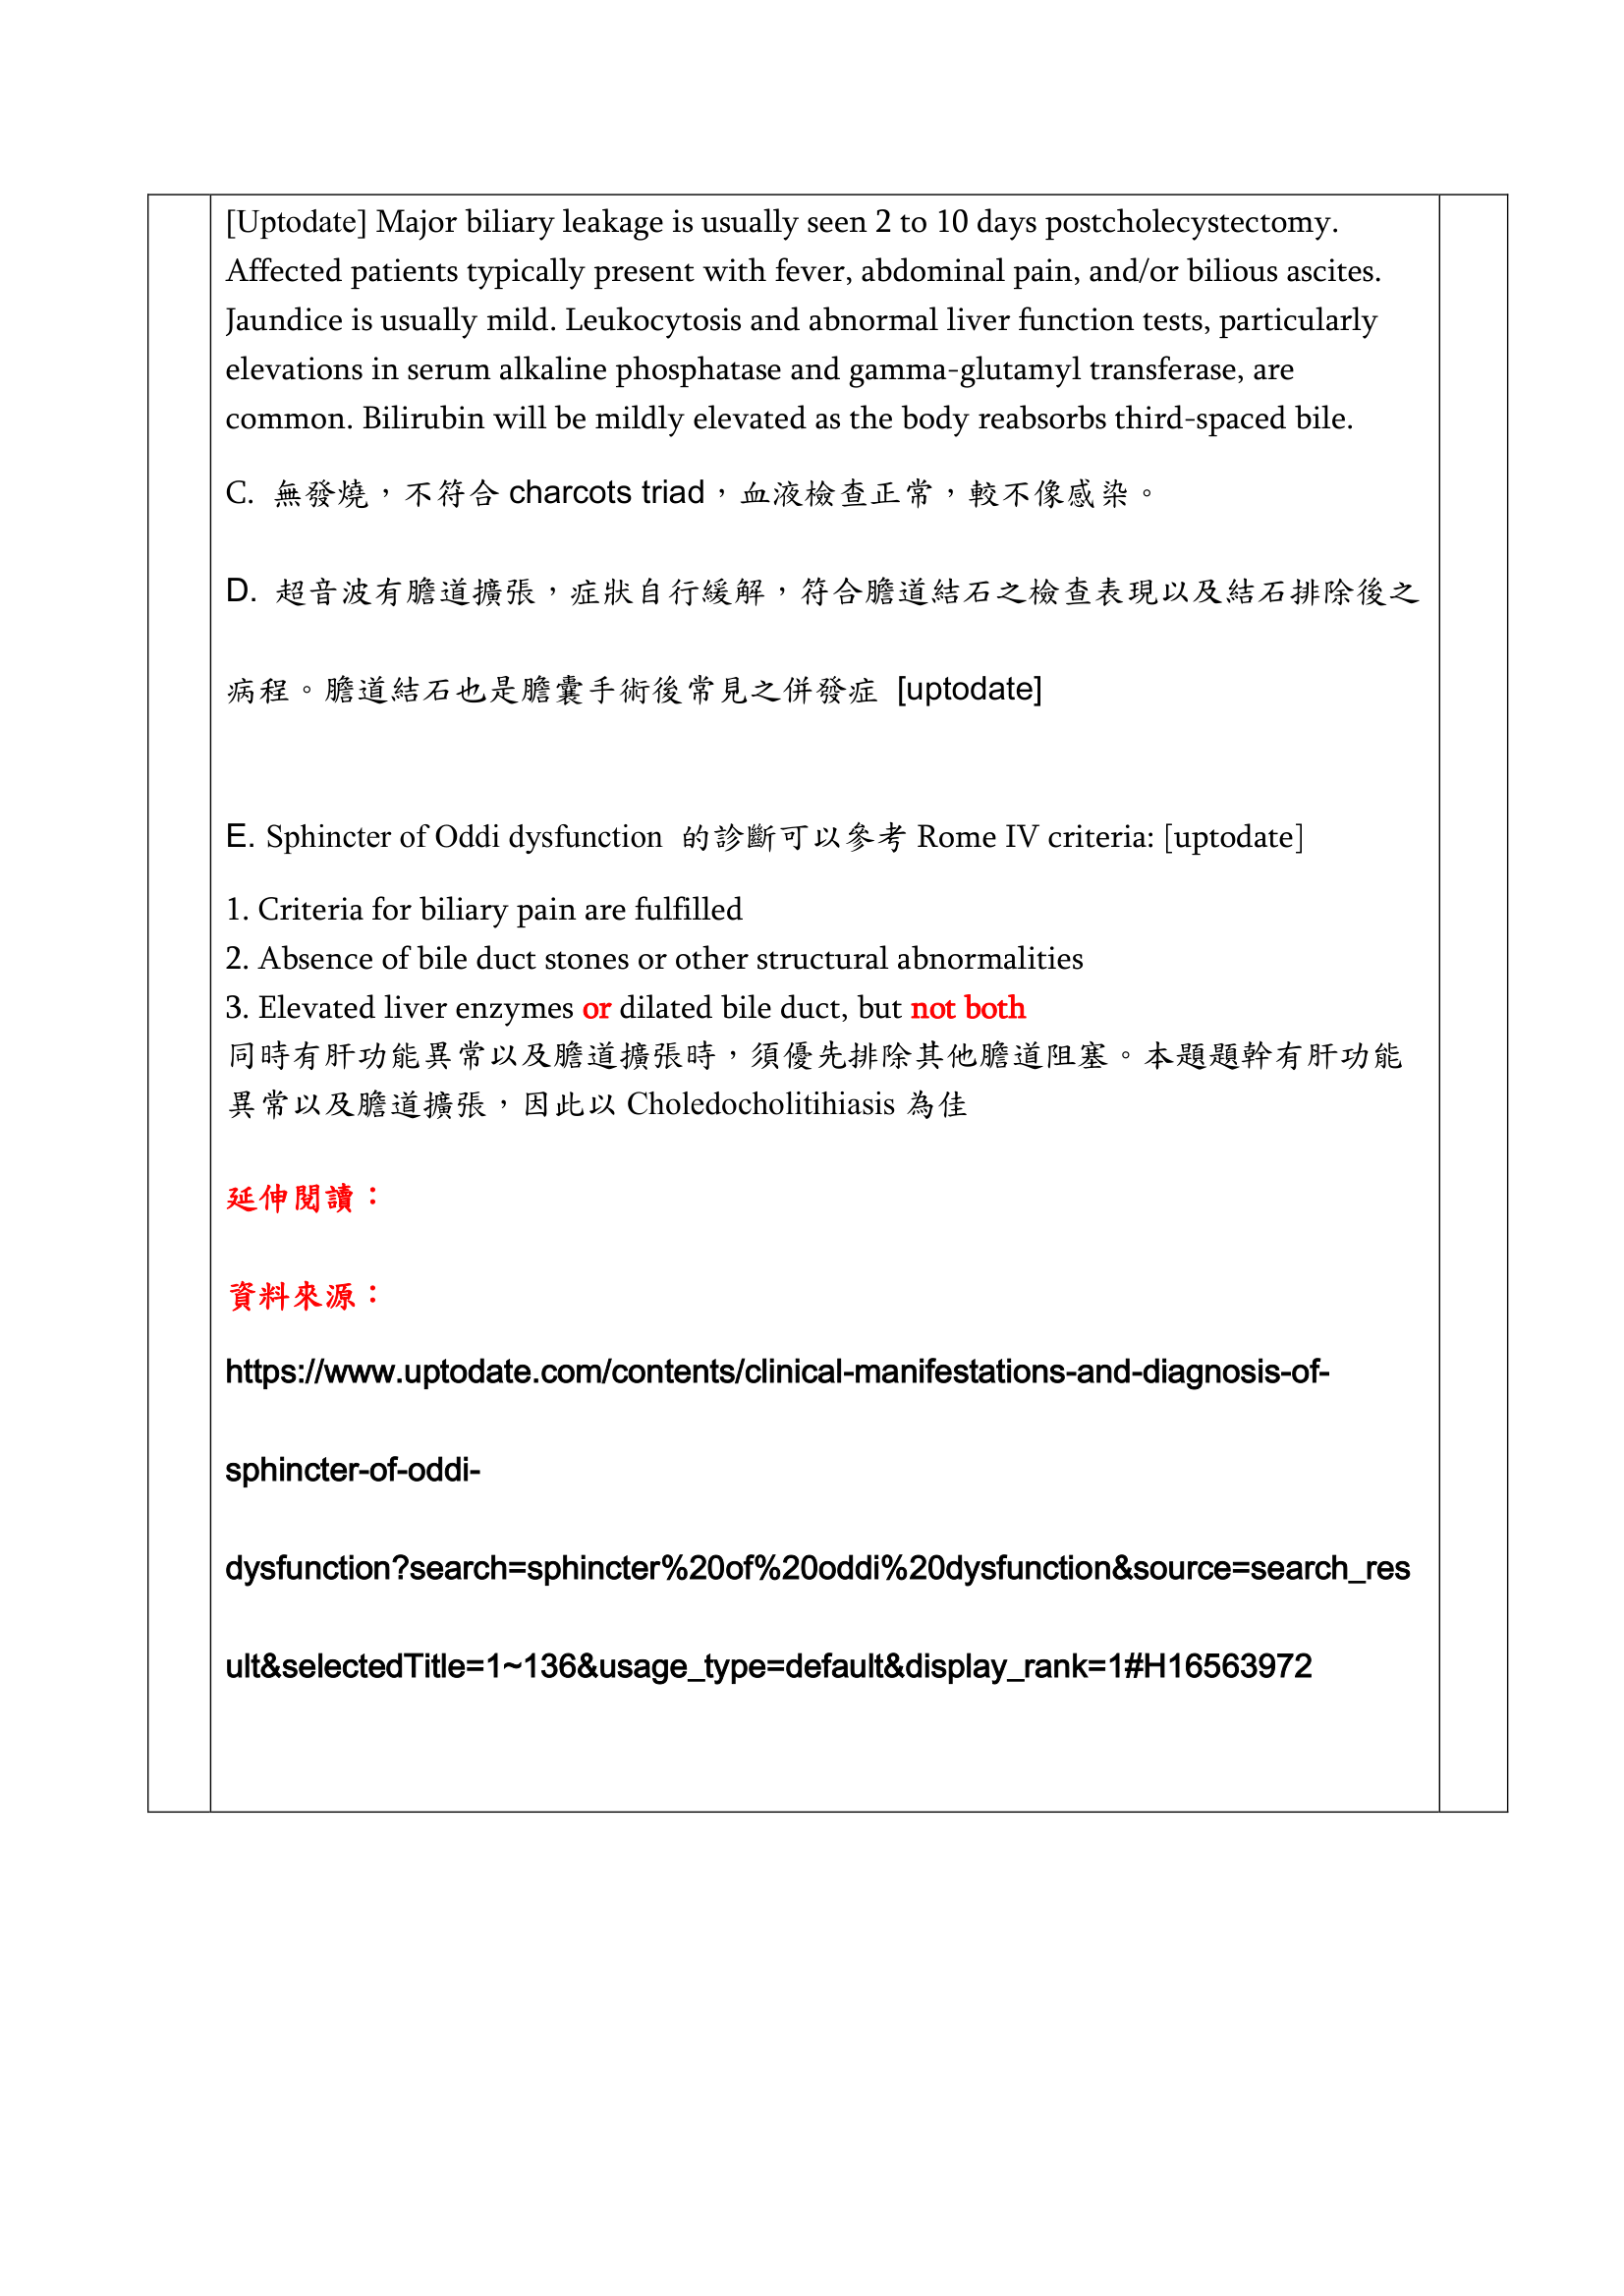 [Uptodate] Major biliary leakage is usually seen 2 to 10 days postcholecystectomy.
Affected patients typically present with fever, abdominal pain, and/or bilious ascites.
Jaundice is usually mild. Leukocytosis and abnormal liver function tests, particularly
elevations in serum alkaline phosphatase and gamma-glutamyl transferase, are
common. Bilirubin will be mildly elevated as the body reabsorbs third-spaced bile.
C. 無發燒，不符合 charcots triad，血液檢查正常，較不像感染。
D. 超音波有膽道擴張，症狀自行緩解，符合膽道結石之檢查表現以及結石排除後之
病程。膽道結石也是膽囊手術後常見之併發症 [uptodate]
E. Sphincter of Oddi dysfunction 的診斷可以參考 Rome IV criteria: [uptodate]
1. Criteria for biliary pain are fulfilled
2. Absence of bile duct stones or other structural abnormalities
3. Elevated liver enzymes or dilated bile duct, but not both
同時有肝功能異常以及膽道擴張時，須優先排除其他膽道阻塞。本題題幹有肝功能
異常以及膽道擴張，因此以 Choledocholitihiasis 為佳
延伸閱讀：
資料來源：
https://www.uptodate.com/contents/clinical-manifestations-and-diagnosis-of-
sphincter-of-oddi-
dysfunction?search=sphincter%20of%20oddi%20dysfunction&source=search_res
ult&selectedTitle=1~136&usage_type=default&display_rank=1#H16563972